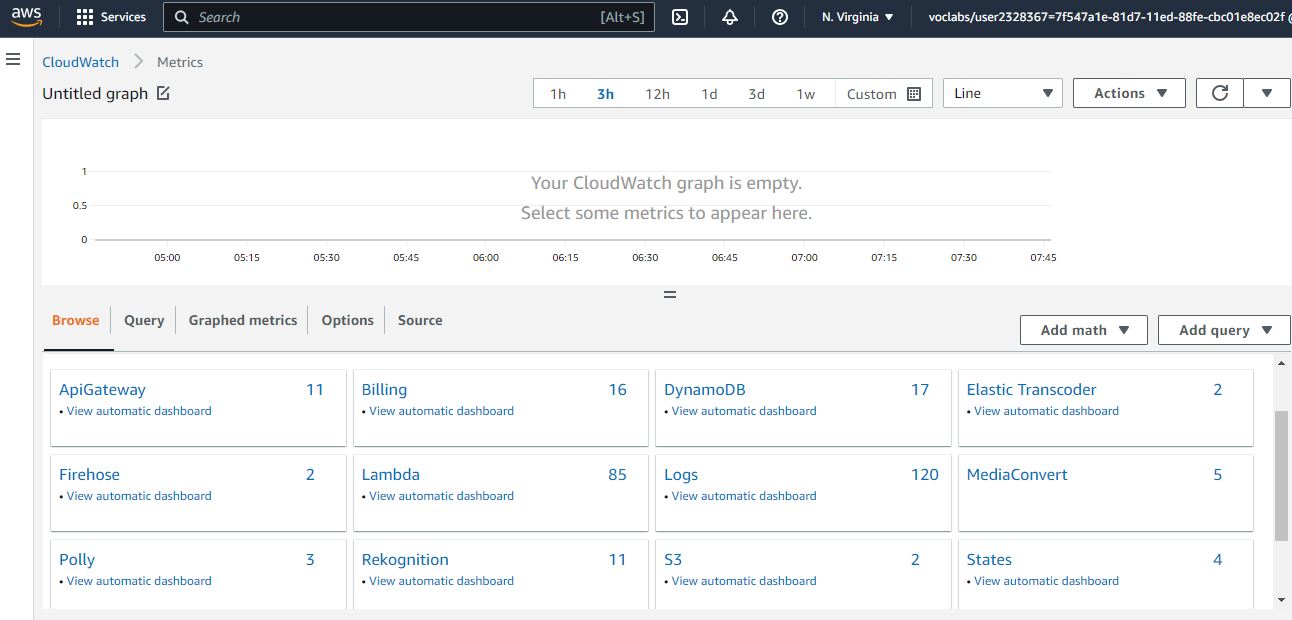 aws Services Search [Alt+S] N. Virginia voclabs/user2328367=7f547a1e-81d7-11ed-88fe-cbc01e8ec02f @
CloudWatch Metrics
Untitled graph 1h 3h 12h 1d 3d 1w Custom Line Actions
1
Your CloudWatch graph is empty.
0.5
Select some metrics to appear here.
0
05:00 05:15 05:30 05:45 06:00 06:15 06:30 06:45 07:00 07:15 07:30 07:45
Browse Query Graphed metrics Options Source
Add math Add query
ApiGateway 11 Billing 16 DynamoDB 17 Elastic Transcoder 2
• View automatic dashboard • View automatic dashboard • View automatic dashboard • View automatic dashboard
Firehose 2 Lambda 85 Logs 120 MediaConvert 5
• View automatic dashboard • View automatic dashboard • View automatic dashboard
Polly 3 Rekognition 11 S3 2 States 4
• View automatic dashboard • View automatic dashboard • View automatic dashboard • View automatic dashboard